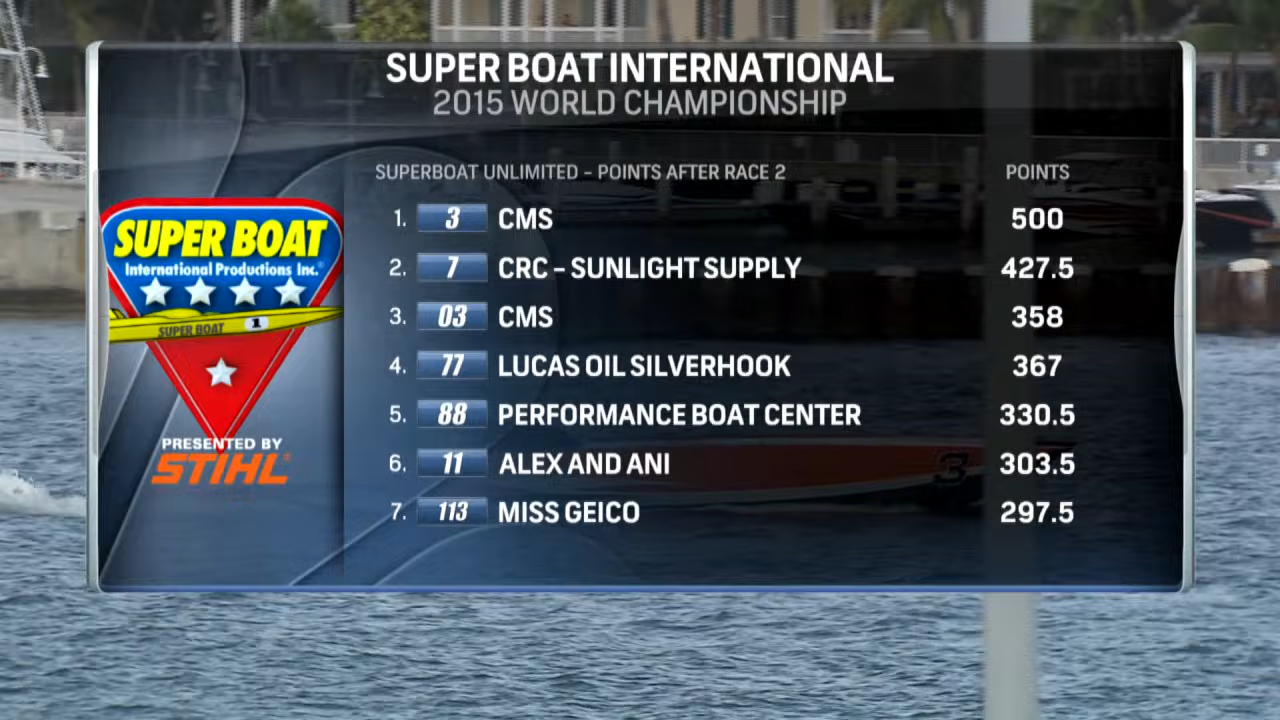 SUPER BOAT INTERNATIONAL
2015 WORLD CHAMPIONSHIP
SUPERBOAT UNLIMITED - POINTS AFTER RACE 2 POINTS
1. 3 CMS 500
2. 7 CRC - SUNLIGHT SUPPLY 427.5
3. 03 CMS 358
4. 77 LUCAS OIL SILVERHOOK 367
5. 88 PERFORMANCE BOAT CENTER 330.5
6. 11 ALEX AND ANI 303.5
7. 113 MISS GEICO 297.5
SUPER BOAT
International Productions Inc.®
SUPER BOAT 1
PRESENTED BY
STIHL®
3